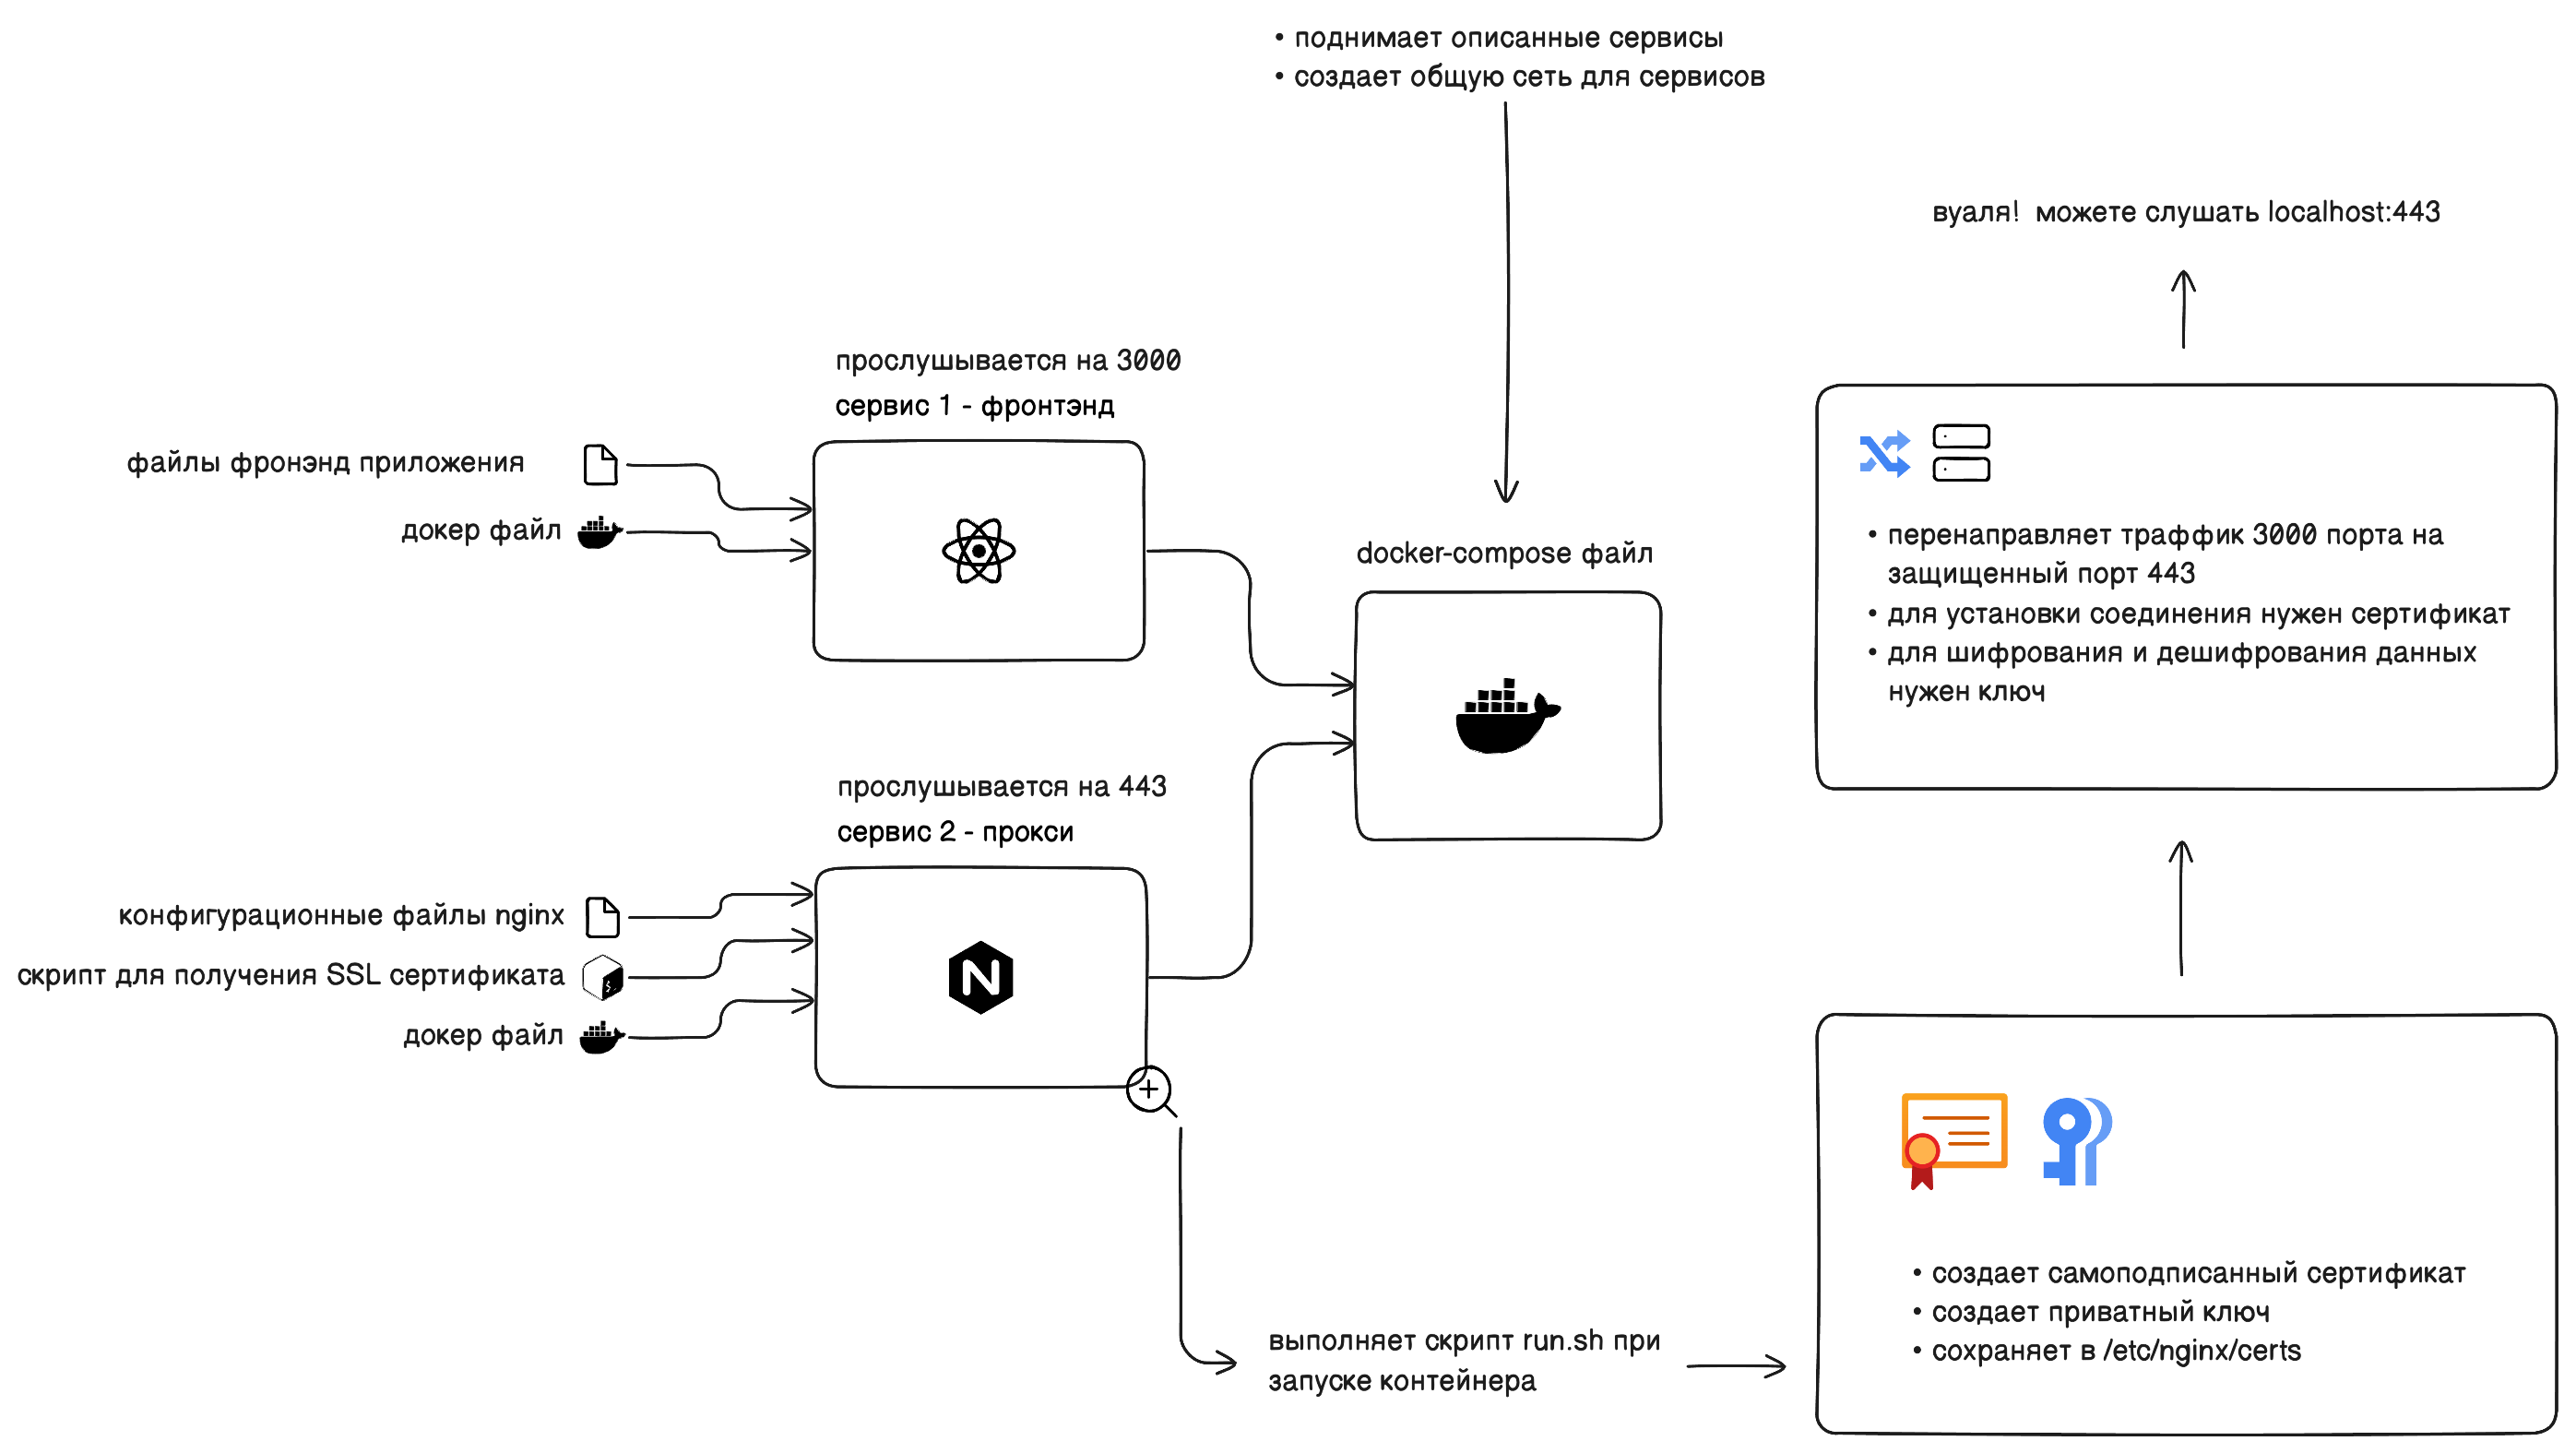 • поднимает описанные сервисы
• создает общую сеть для сервисов
вуаля! можете слушать localhost:443
прослушывается на 3000
сервис 1 - фронтэнд
файлы фронэнд приложения
докер файл
docker-compose файл
• перенаправляет траффик 3000 порта на
защищенный порт 443
• для установки соединения нужен сертификат
• для шифрования и дешифрования данных
нужен ключ
прослушывается на 443
сервис 2 - прокси
конфигурационные файлы nginx
скрипт для получения SSL сертификата
докер файл
N
выполняет скрипт run.sh при
запуске контейнера
• создает самоподписанный сертификат
• создает приватный ключ
• сохраняет в /etc/nginx/certs